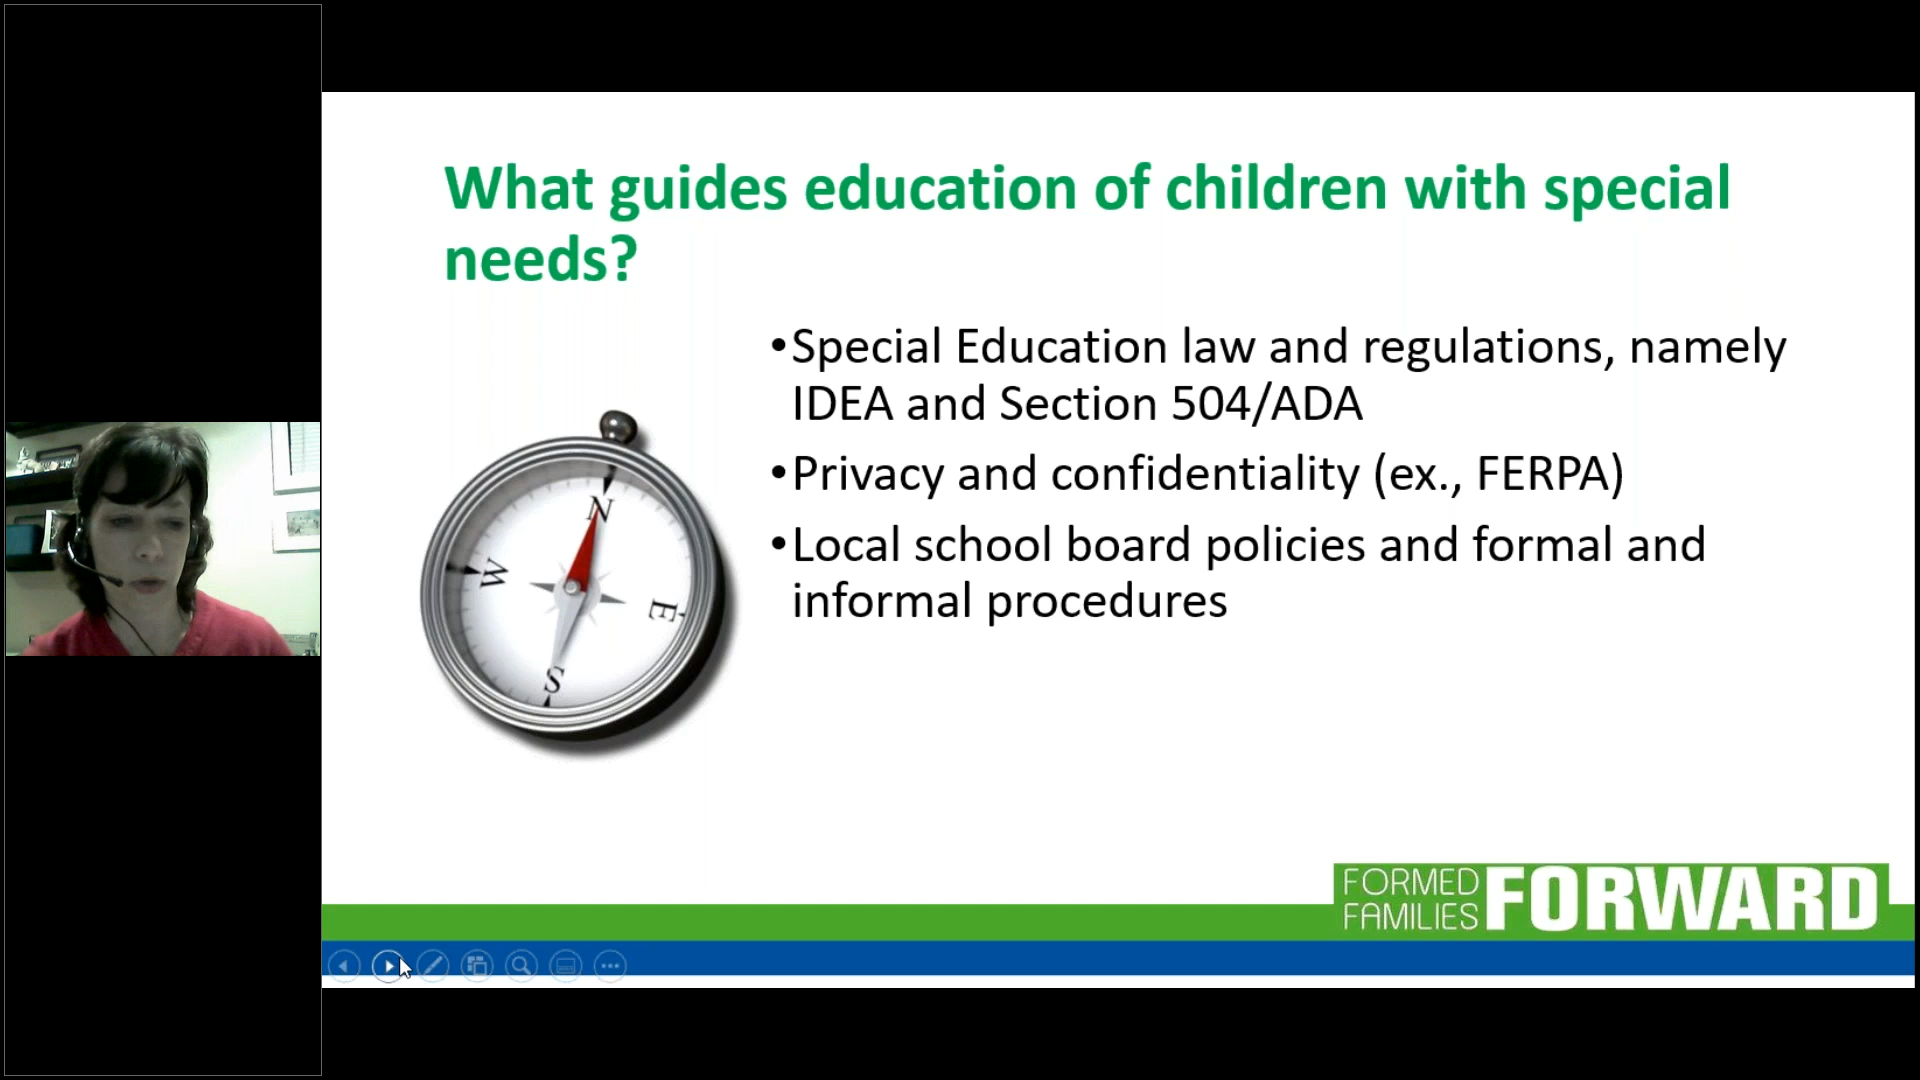 What guides education of children with special
needs?
•Special Education law and regulations, namely
IDEA and Section 504/ADA
•Privacy and confidentiality (ex., FERPA)
•Local school board policies and formal and
informal procedures
N
W
E
S
FORMED
FAMILIES
FORWARD